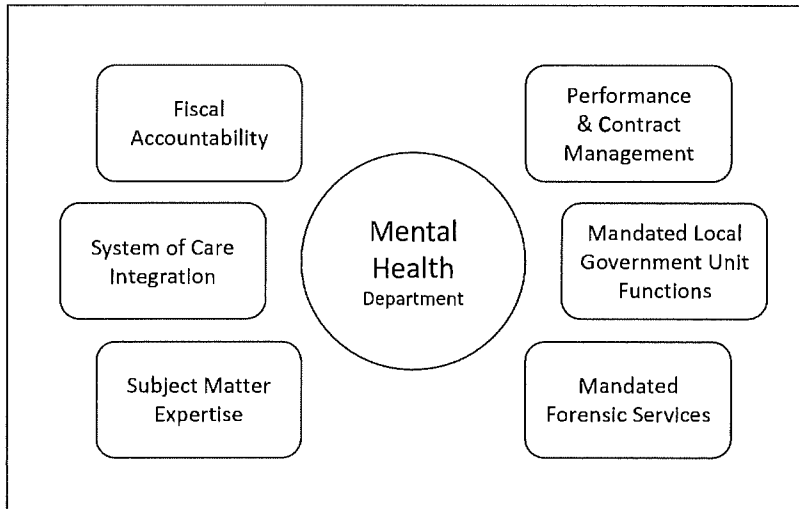 Fiscal
Accountability
System of Care
Integration
Subject Matter
Expertise
Mental
Health
Department
Performance
& Contract
Management
Mandated Local
Government Unit
Functions
Mandated
Forensic Services